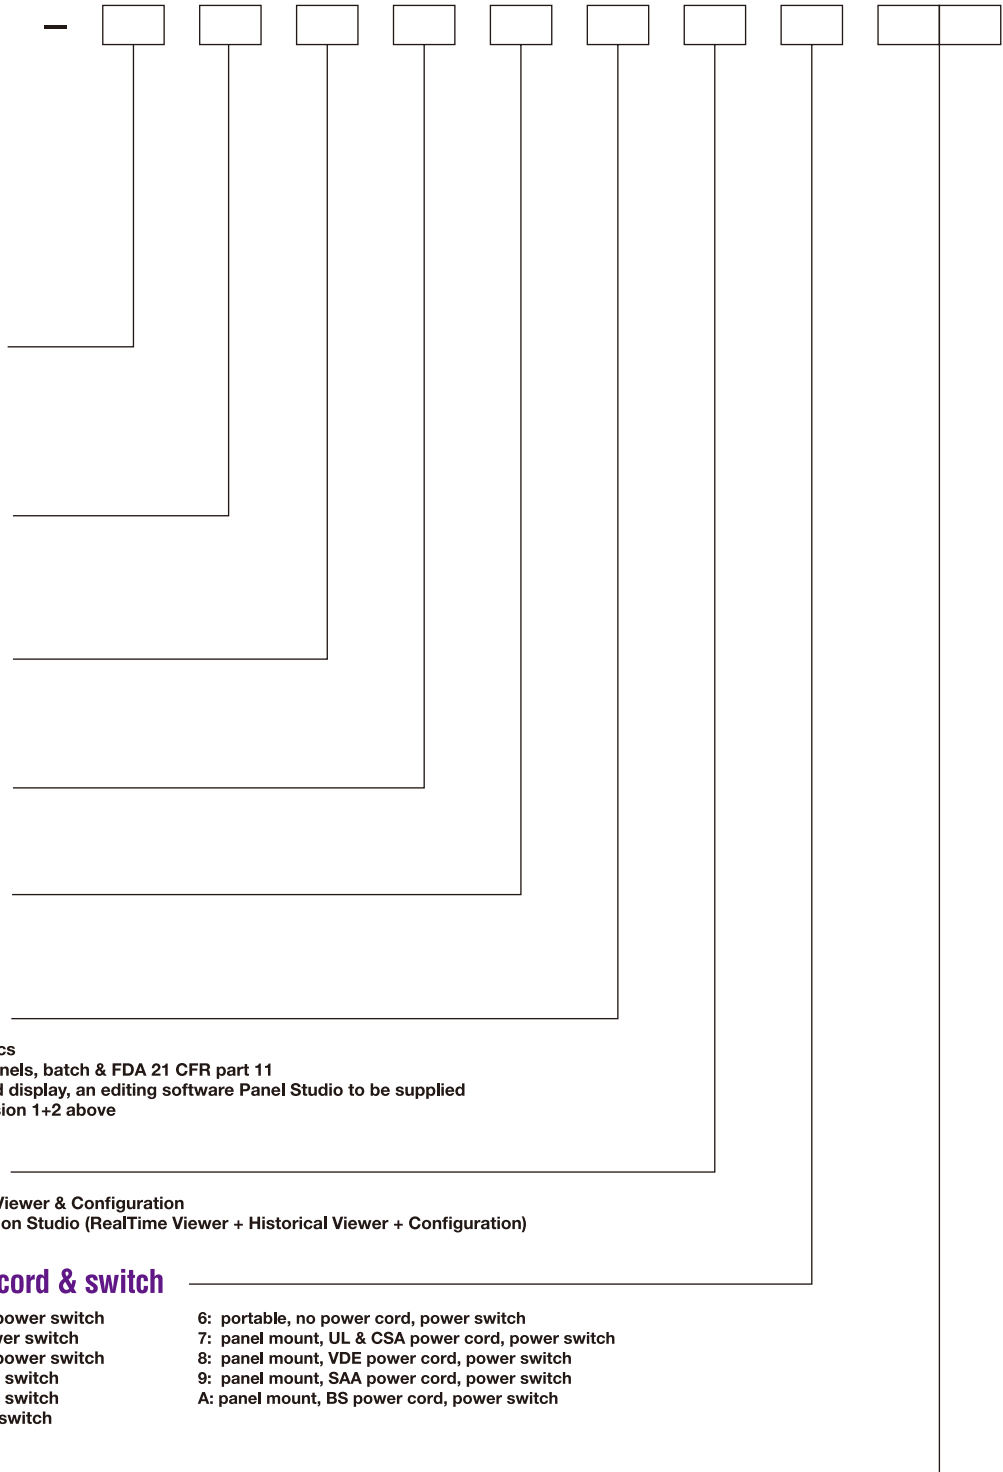 –
cs
nels, batch & FDA 21 CFR part 11
d display, an editing software Panel Studio to be supplied
sion 1+2 above
Viewer & Configuration
on Studio (RealTime Viewer + Historical Viewer + Configuration)
cord & switch
power switch
ver switch
power switch
switch
switch
switch
6: portable, no power cord, power switch
7: panel mount, UL & CSA power cord, power switch
8: panel mount, VDE power cord, power switch
9: panel mount, SAA power cord, power switch
A: panel mount, BS power cord, power switch